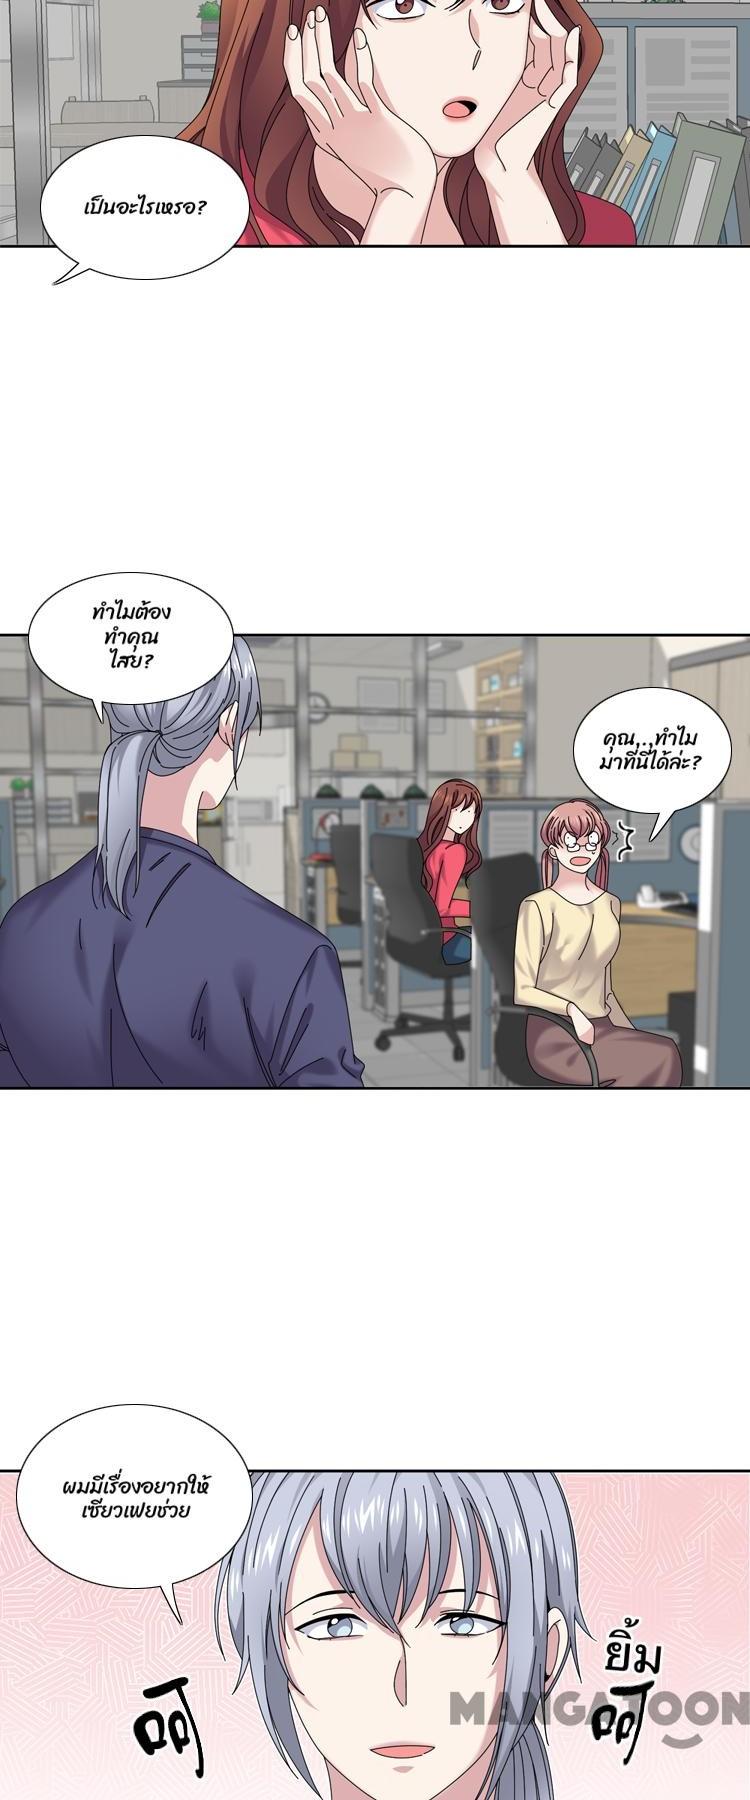 เป็นอะไรเหรอ?
ทำไมต้อง
ทำคุณ
ไสย?
คุณ...ทำไม
มาที่นี่ได้ล่ะ?
ผมมีเรื่องอยากให้
เซียวเฟยช่วย
ยิ้ม
呵
呵
MANGATOON